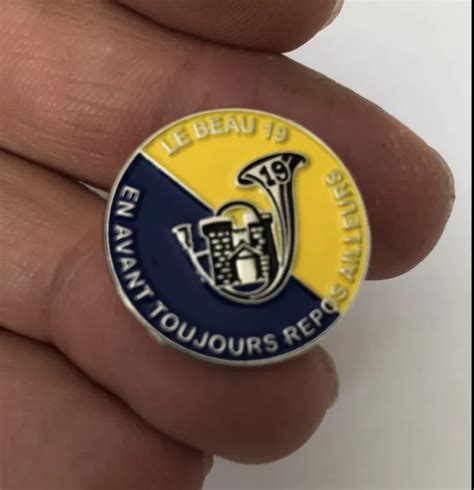 LE BEAU 19
19
EN AVANT TOUJOURS REPOS AILLEURS